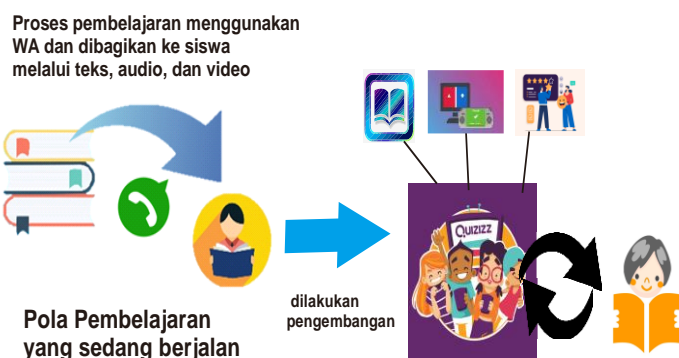 Proses pembelajaran menggunakan
WA dan dibagikan ke siswa
melalui teks, audio, dan video
QUIZIZZ
dilakukan
pengembangan
Pola Pembelajaran
yang sedang berjalan